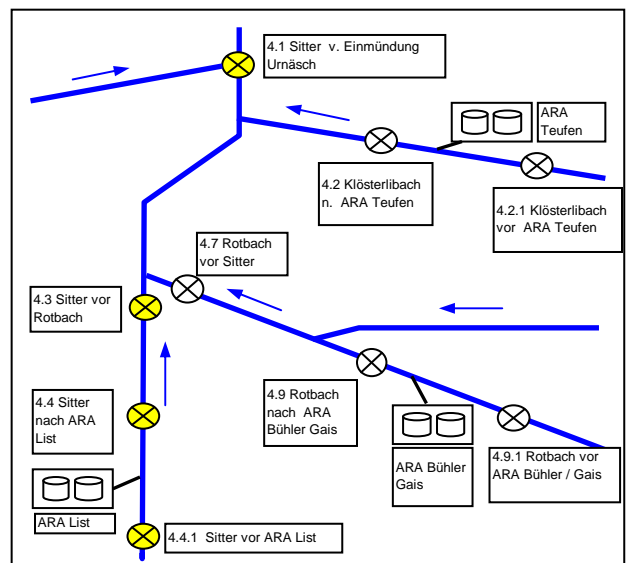 4.1 Sitter v. Einmündung
Urnäsch
ARA
Teufen
4.2 Klösterlibach
n. ARA Teufen
4.2.1 Klösterlibach
vor ARA Teufen
4.7 Rotbach
vor Sitter
4.3 Sitter vor
Rotbach
4.9 Rotbach
nach ARA
Bühler Gais
4.4 Sitter
nach ARA
List
ARA Bühler
Gais
4.9.1 Rotbach vor
ARA Bühler / Gais
ARA List
4.4.1 Sitter vor ARA List